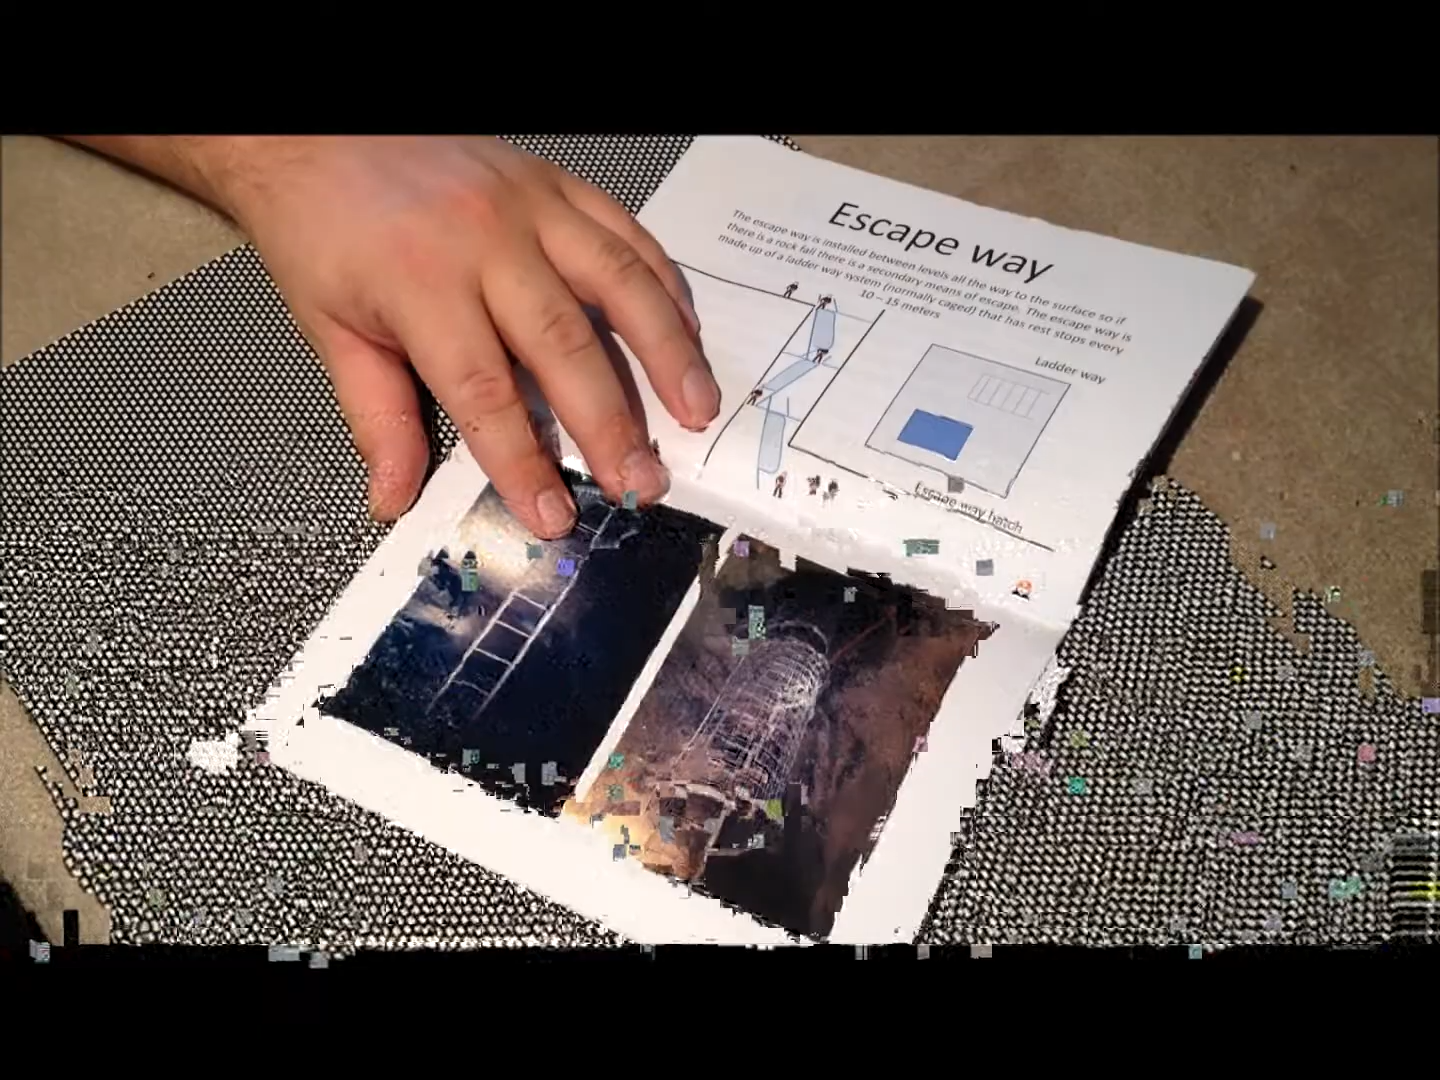 Escape way
The escape way is installed between levels all the way to the surface so if
there is a rock fall there is a secondary means of escape. The escape way is
made up of a ladder way system (normally caged) that has rest stops every
10 – 15 meters
Ladder way
Escape way hatch